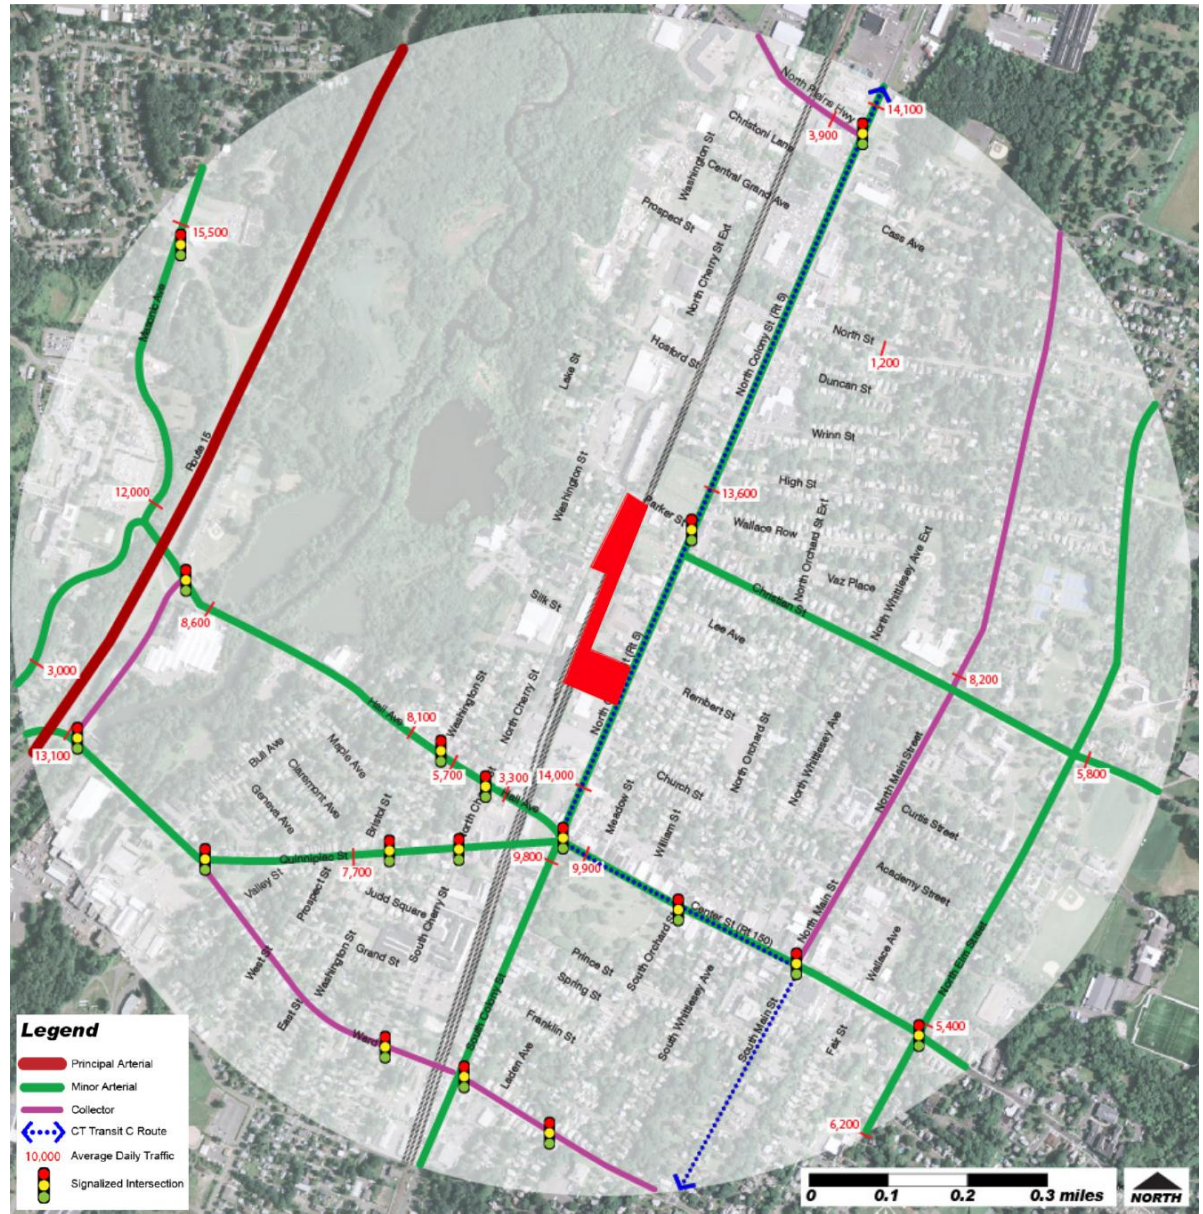 North Plains Hwy
14,100
3,900
Christoni Lane
Washington St
Central Grand Ave
Prospect St
North Cherry St Ext
Cass Ave
15,500
Masonic Ave
North Colony St (Rt 5)
North St
1,200
Hosford St
Lake St
Duncan St
Route 15
Wrinn St
Washington St
High St
12,000
13,600
Parker St
Wallace Row
North Orchard St Ext
North Whittlesey Ave Ext
Vaz Place
Christian St
Silk St
8,600
Lee Ave
3,000
8,200
Washington St
North Cherry St
Rembert St
North Orchard St
North Whittlesey Ave
North Main Street
Hall Ave
8,100
13,100
Bull Ave
Maple Ave
5,700
5,800
Claremont Ave
Geneva Ave
3,300
14,000
Hall Ave
Church St
Meadow St
William St
Bristol St
Curtis Street
Quinnipiac St
7,700
9,800
9,900
Valley St
Prospect St
Judd Square
South Cherry St
Academy Street
Center St (Rt 150)
North Main St
South Orchard St
Wallace Ave
North Elm Street
West St
Washington St
Grand St
Prince St
Spring St
South Whittlesey Ave
East St
South Colony St
Franklin St
South Main St
Fair St
5,400
Ward
Laden Ave
6,200
Legend
Principal Arterial
Minor Arterial
Collector
CT Transit C Route
10,000 Average Daily Traffic
Signalized Intersection
0 0.1 0.2 0.3 miles
NORTH